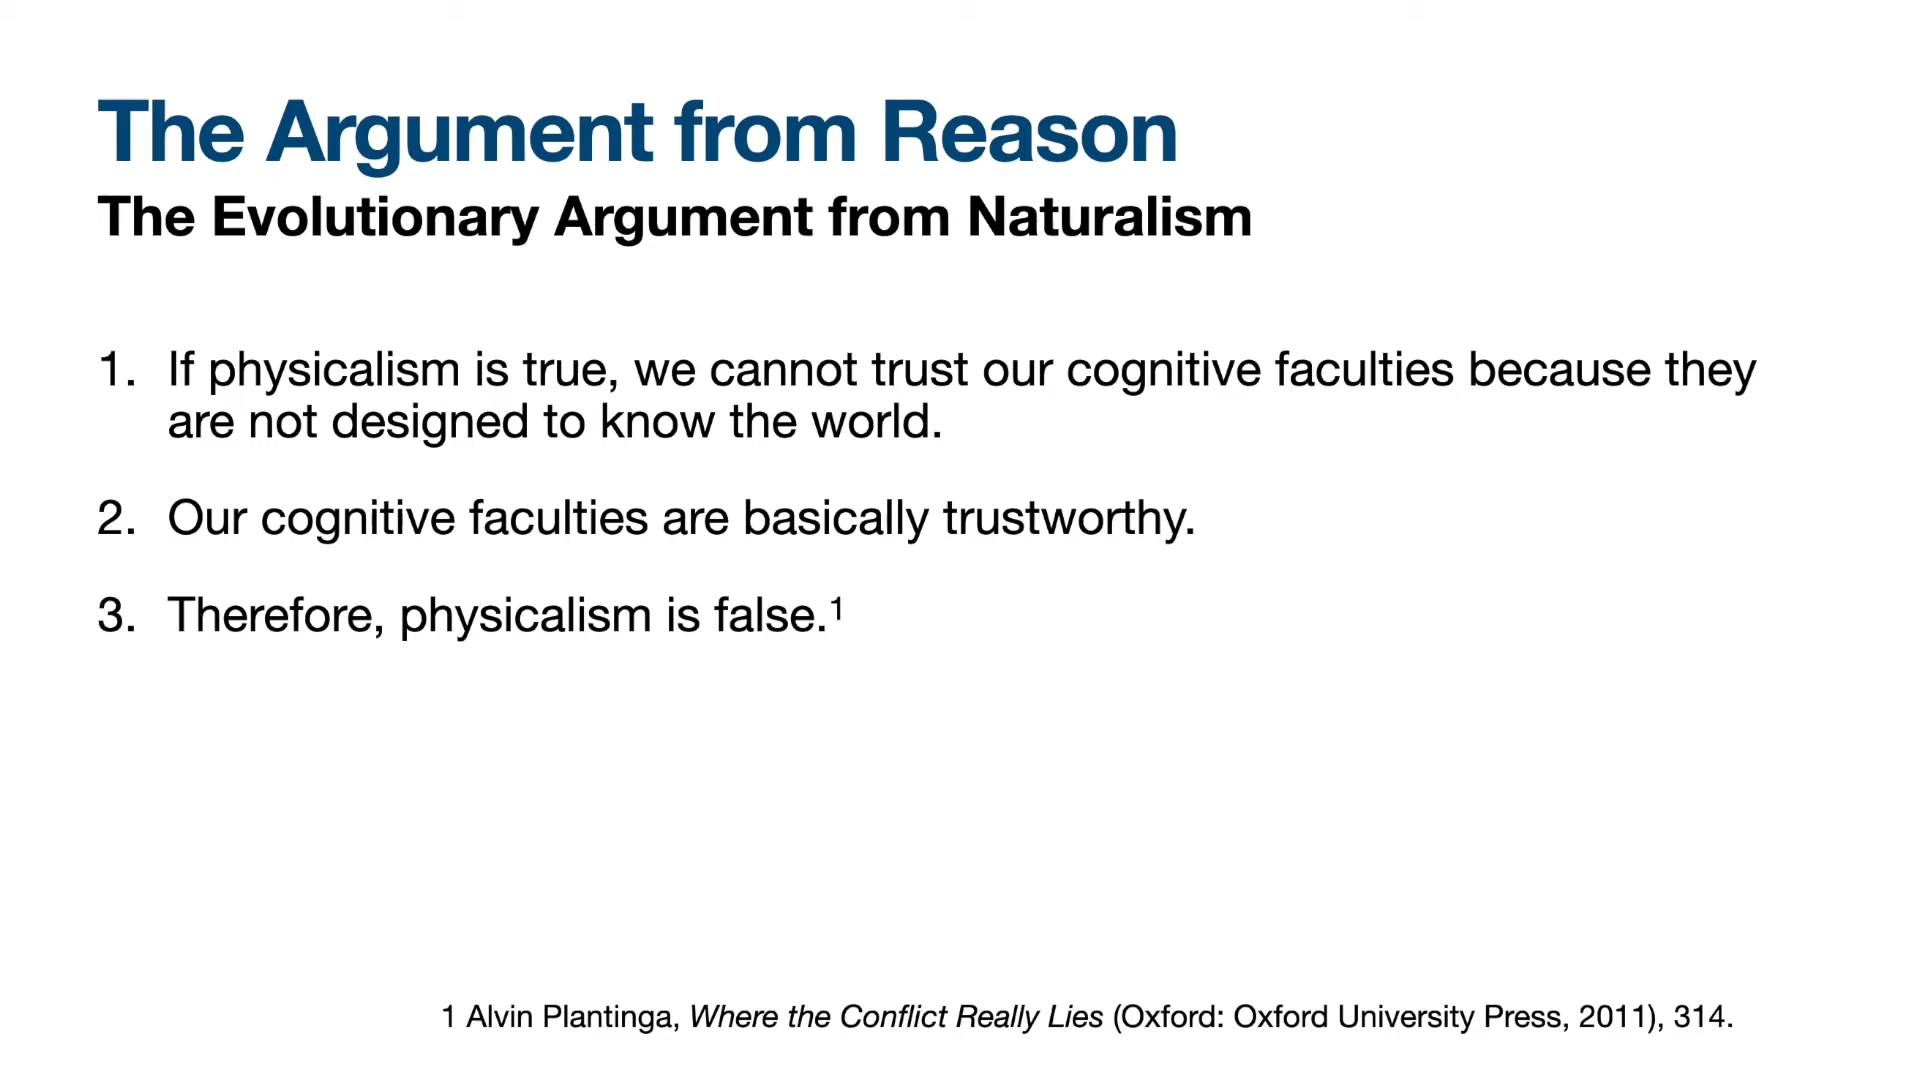 The Argument from Reason
The Evolutionary Argument from Naturalism
1. If physicalism is true, we cannot trust our cognitive faculties because they
are not designed to know the world.
2. Our cognitive faculties are basically trustworthy.
3. Therefore, physicalism is false.¹
1 Alvin Plantinga, Where the Conflict Really Lies (Oxford: Oxford University Press, 2011), 314.